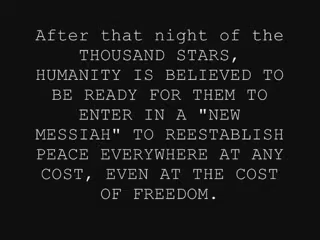 After that night of the
THOUSAND STARS,
HUMANITY IS BELIEVED TO
BE READY FOR THEM TO
ENTER IN A "NEW
MESSIAH" TO REESTABLISH
PEACE EVERYWHERE AT ANY
COST, EVEN AT THE COST
OF FREEDOM.